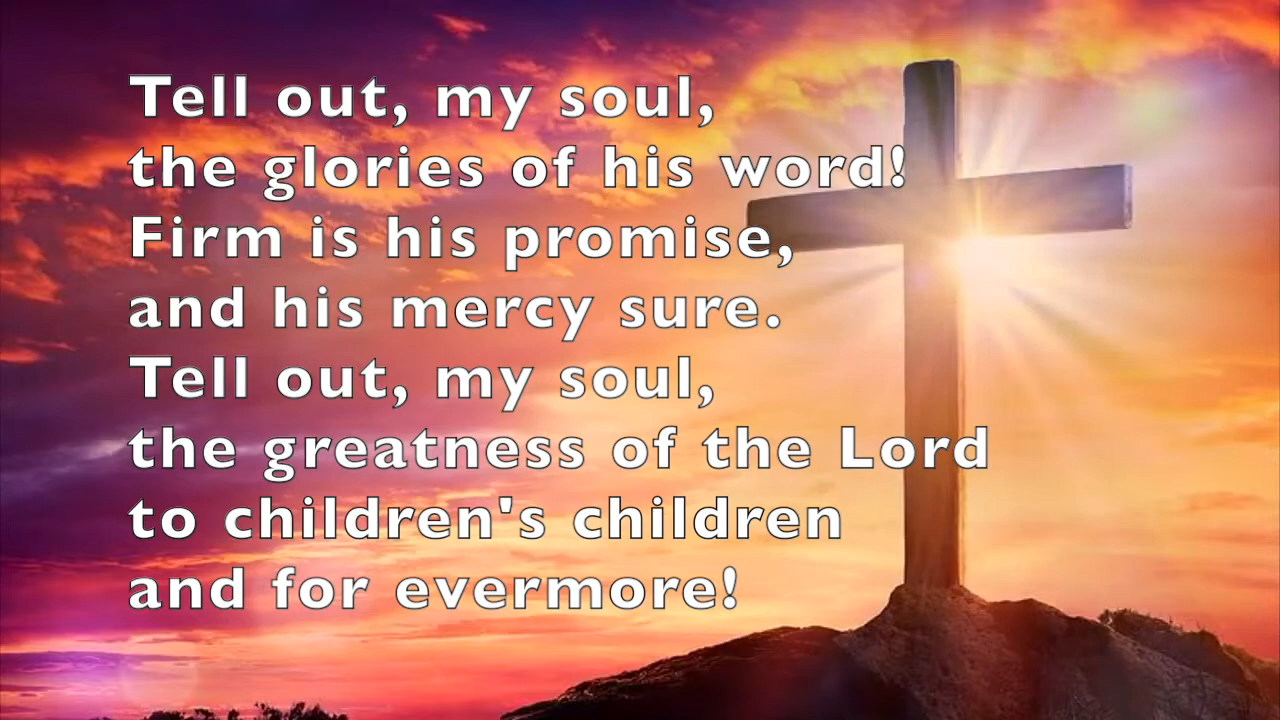 Tell out, my soul,
the glories of his word!
Firm is his promise,
and his mercy sure.
Tell out, my soul,
the greatness of the Lord
to children's children
and for evermore!